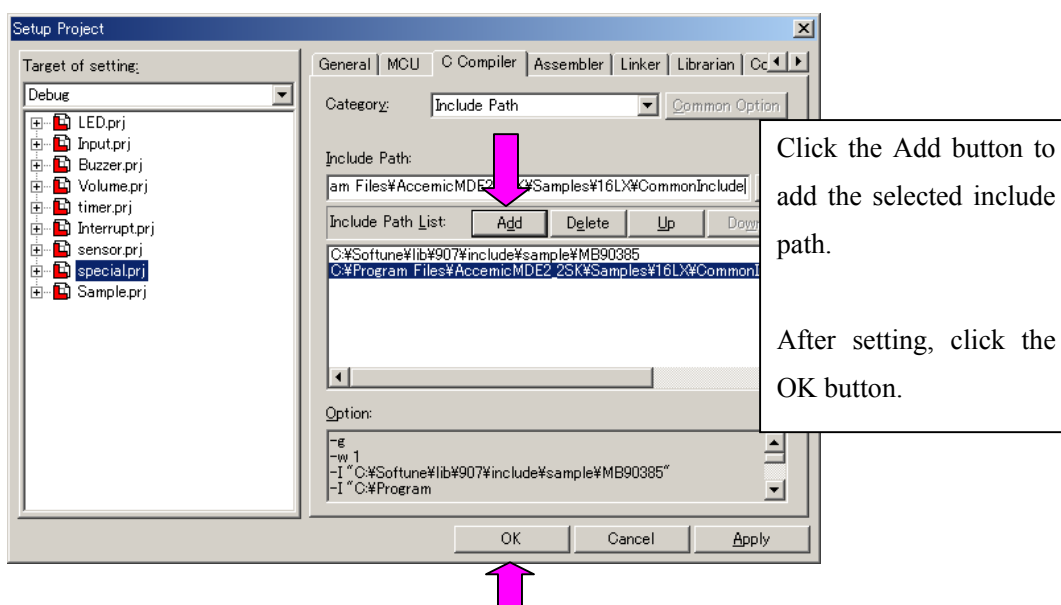 Setup Project
Target of setting:
Debug
LED.prj
Input.prj
Buzzer.prj
Volume.prj
timer.prj
Interrupt.prj
sensor.prj
special.prj
Sample.prj
General
MCU
C Compiler
Assembler
Linker
Librarian
Category:
Include Path
Common Option
Include Path:
am Files¥AccemicMDE2_2SK¥Samples¥16LX¥CommonInclude
Include Path List:
Add
Delete
Up
C:¥Softune¥lib¥907¥include¥sample¥MB90385
C:¥Program Files¥AccemicMDE2_2SK¥Samples¥16LX¥CommonI
Option:
-g
-w 1
-I "C:¥Softune¥lib¥907¥include¥sample¥MB90385"
-I "C:¥Program
OK
Cancel
Apply
Click the Add button to
add the selected include
path.
After setting, click the
OK button.